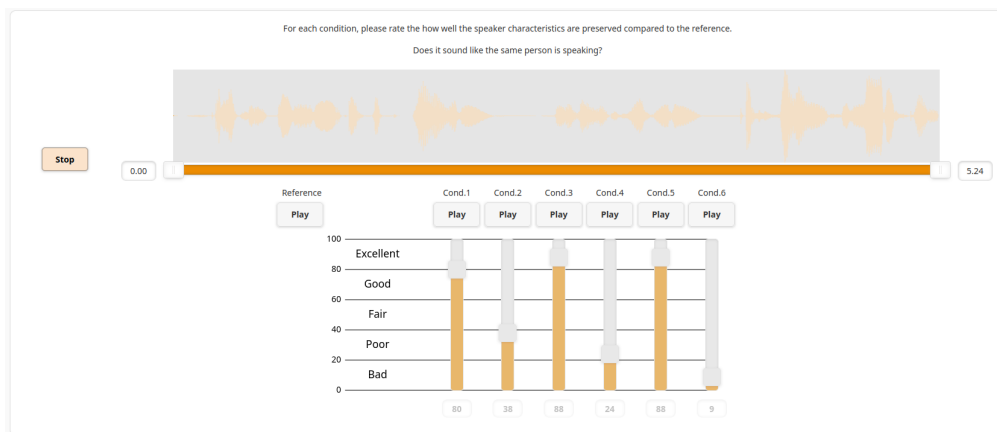 For each condition, please rate the how well the speaker characteristics are preserved compared to the reference.
Does it sound like the same person is speaking?
Stop
0.00
5.24
Reference Cond.1 Cond.2 Cond.3 Cond.4 Cond.5 Cond.6
Play Play Play Play Play Play Play
100
Excellent
80
Good
60
Fair
40
Poor
20
Bad
0
80 38 88 24 88 9